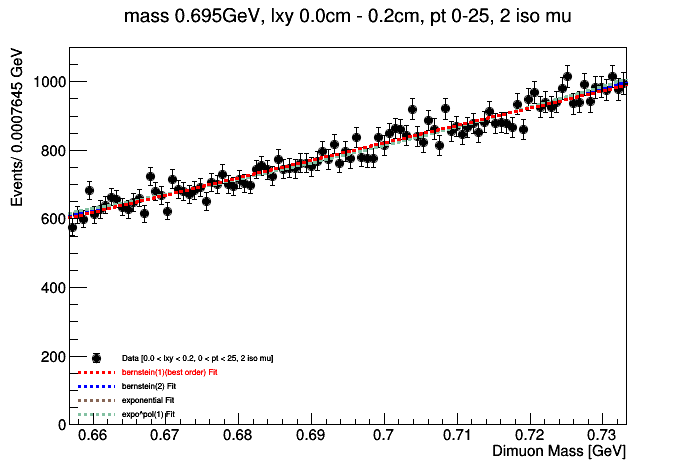 mass 0.695GeV, lxy 0.0cm - 0.2cm, pt 0-25, 2 iso mu
Events/ 0.0007645 GeV
1000
800
600
400
200
0
Data [0.0 < lxy < 0.2, 0 < pt < 25, 2 iso mu]
bernstein(1)(best order) Fit
bernstein(2) Fit
exponential Fit
expo*pol(1) Fit
0.66 0.67 0.68 0.69 0.7 0.71 0.72 0.73
Dimuon Mass [GeV]